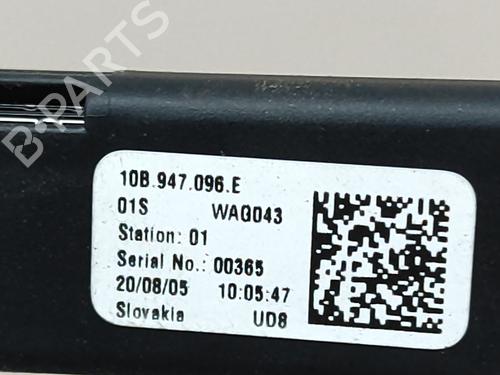 B-PARTS
10B.947.096.E
01S WAG043
Station: 01
Serial No.: 00365
20/08/05 10:05:47
Slovakia UD8